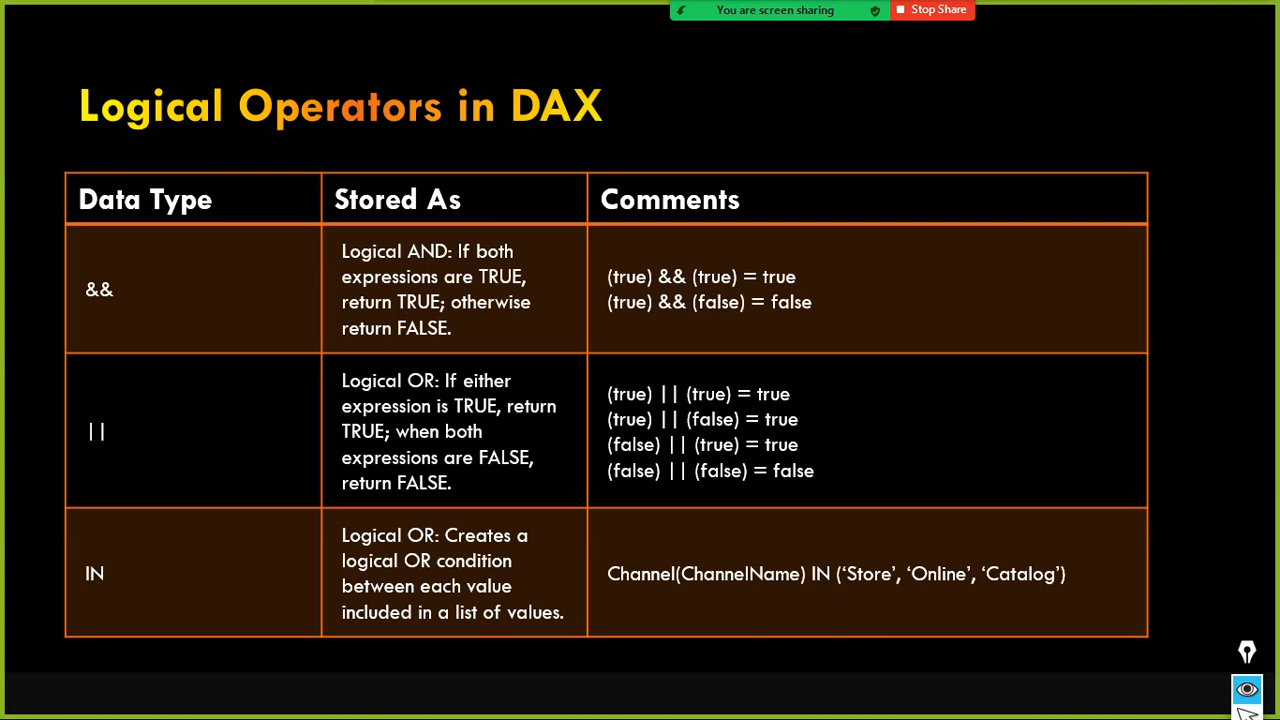 You are screen sharing
Stop Share
Logical Operators in DAX
Data Type
Stored As
Comments
&&
Logical AND: If both
expressions are TRUE,
return TRUE; otherwise
return FALSE.
(true) && (true) = true
(true) && (false) = false
||
Logical OR: If either
expression is TRUE, return
TRUE; when both
expressions are FALSE,
return FALSE.
(true) || (true) = true
(true) || (false) = true
(false) || (true) = true
(false) || (false) = false
IN
Logical OR: Creates a
logical OR condition
between each value
included in a list of values.
Channel(ChannelName) IN (‘Store’, ‘Online’, ‘Catalog’)